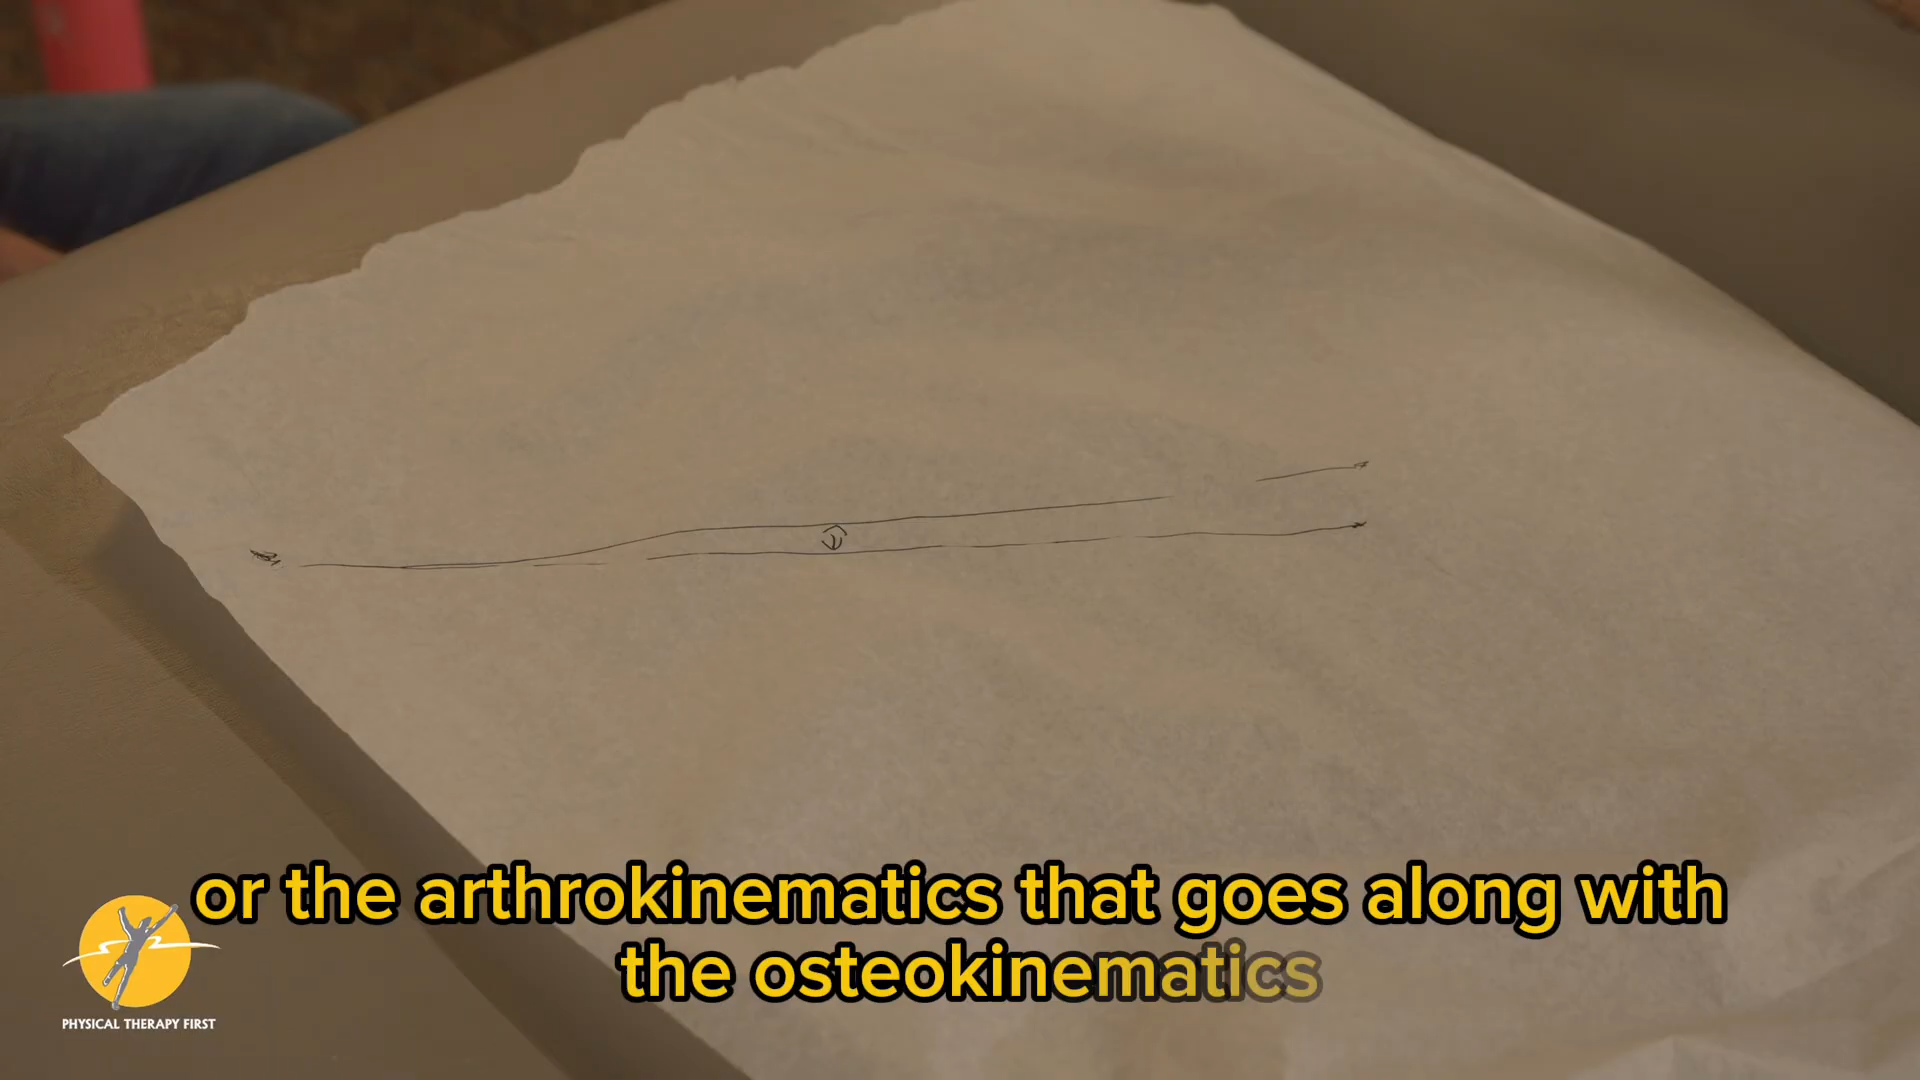 or the arthrokinematics that goes along with
the osteokinematics
PHYSICAL THERAPY FIRST